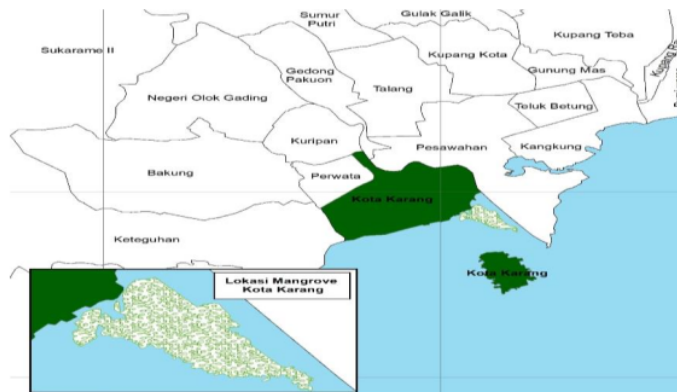 Sumur
Putri
Gulak Galik
Kupang Teba
Sukarame II
Kupang Kota
Gedong
Pakuon
Gunung Mas
Talang
Negeri Olok Gading
Teluk Betung
Kuripan
Pesawahan
Kangkung
Bakung
Perwata
Kota Karang
Keteguhan
Kota Karang
Lokasi Mangrove
Kota Karang